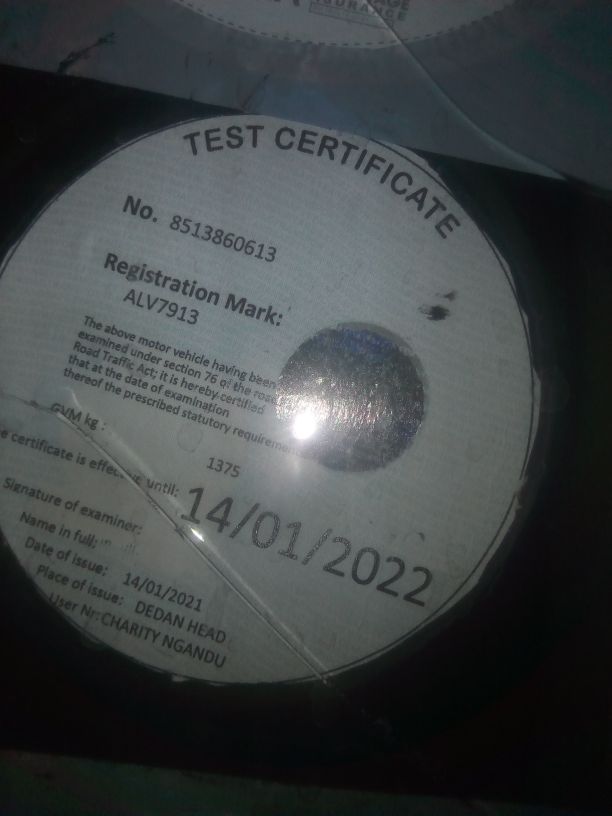 URANCE
TEST CERTIFICATE
No. 8513860613
Registration Mark:
ALV7913
The above motor vehicle having been
examined under section 76 of the road
Road Traffic Act; it is hereby certified
that at the date of examination
thereof the prescribed statutory requirement
GVM kg :
1375
certificate is effective until:
14/01/2022
Signature of examiner:
Name in full:
Date of issue: 14/01/2021
Place of issue: DEDAN HEAD
User Nr: CHARITY NGANDU